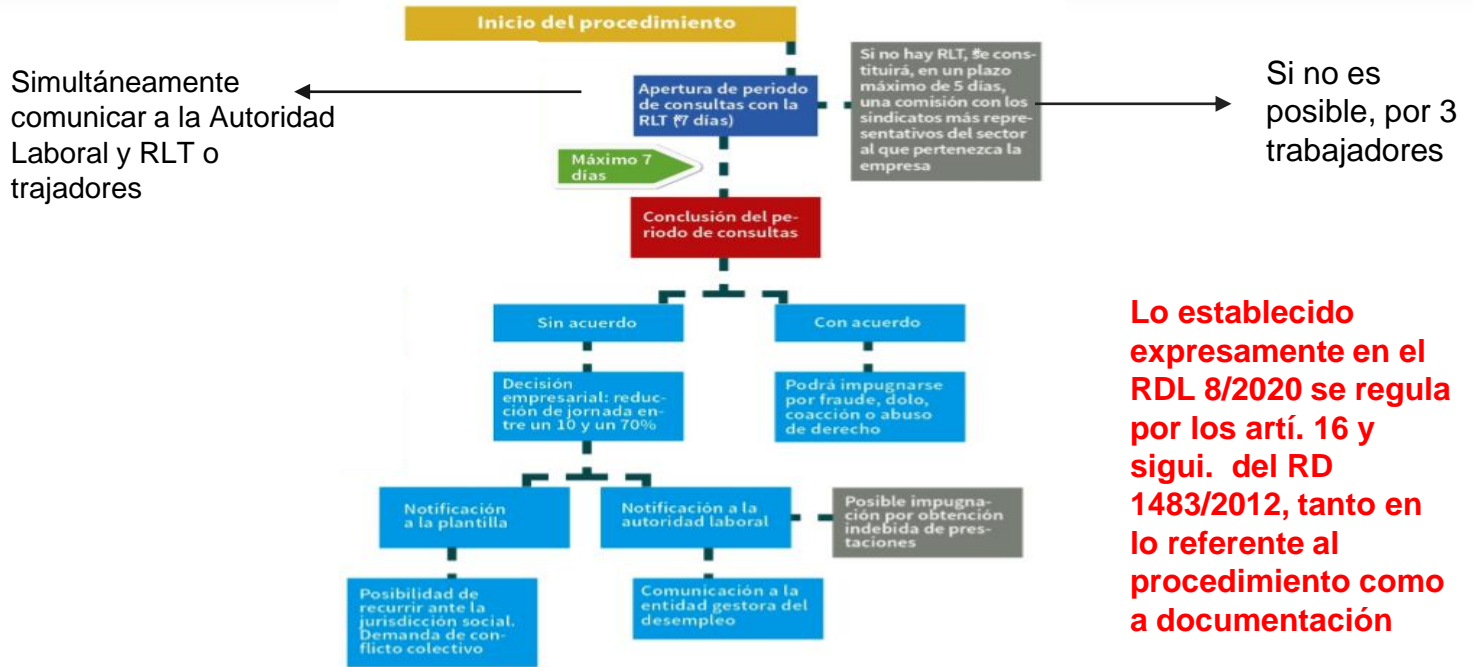 Inicio del procedimiento
Simultáneamente
comunicar a la Autoridad
Laboral y RLT o
trajadores
Apertura de periodo
de consultas con la
RLT (*7 días)
Si no hay RLT, *se cons-
tituirá, en un plazo
máximo de 5 días,
una comisión con los
sindicatos más repre-
sentativos del sector
al que pertenezca la
empresa
Si no es
posible, por 3
trabajadores
Máximo 7
días
Conclusión del pe-
riodo de consultas
Sin acuerdo
Con acuerdo
Decisión
empresarial: reduc-
ción de jornada en-
tre un 10 y un 70%
Podrá impugnarse
por fraude, dolo,
coacción o abuso
de derecho
Notificación
a la plantilla
Notificación a la
autoridad laboral
Posible impugna-
ción por obtención
indebida de pres-
taciones
Posibilidad de
recurrir ante la
jurisdicción social.
Demanda de con-
flicto colectivo
Comunicación a la
entidad gestora del
desempleo
Lo establecido
expresamente en el
RDL 8/2020 se regula
por los artí. 16 y
sigui. del RD
1483/2012, tanto en
lo referente al
procedimiento como
a documentación